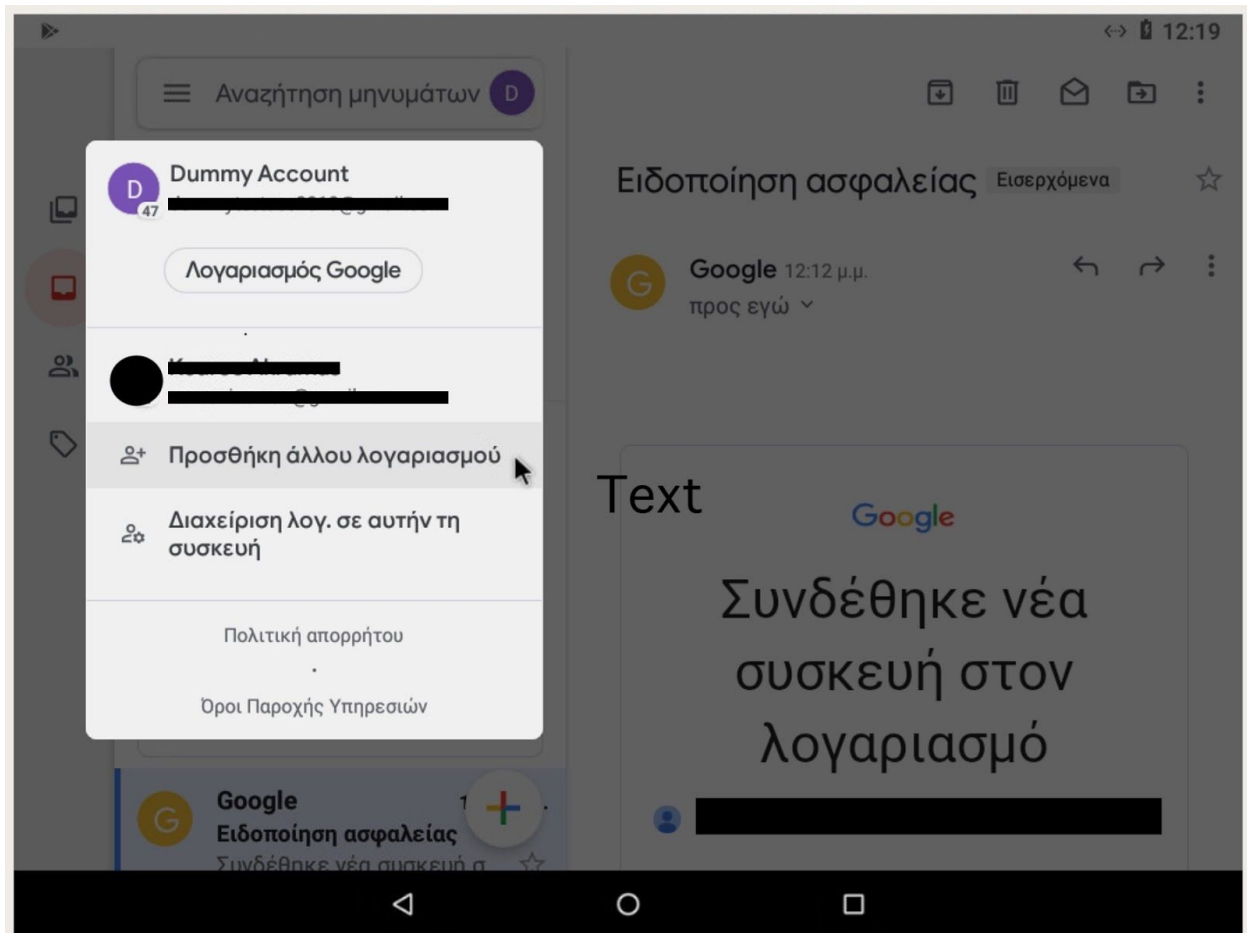 12:19
Αναζήτηση μηνυμάτων D
Dummy Account
D
47
Λογαριασμός Google
Προσθήκη άλλου λογαριασμού
Διαχείριση λογ. σε αυτήν τη
συσκευή
Πολιτική απορρήτου
·
Όροι Παροχής Υπηρεσιών
Google
G
Ειδοποίηση ασφαλείας
Συνδέθηκε νέα συσκευή σ
Ειδοποίηση ασφαλείας Εισερχόμενα
G
Google 12:12 μ.μ.
προς εγώ
Text
Google
Συνδέθηκε νέα
συσκευή στον
λογαριασμό